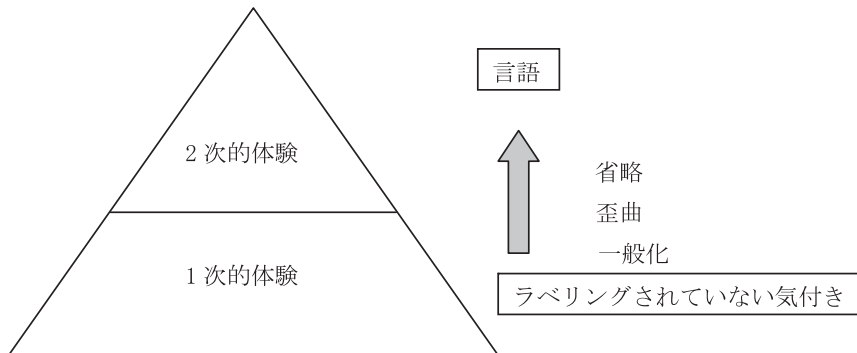 言語
2 次的体験
省略
歪曲
一般化
1 次的体験
ラベリングされていない気付き